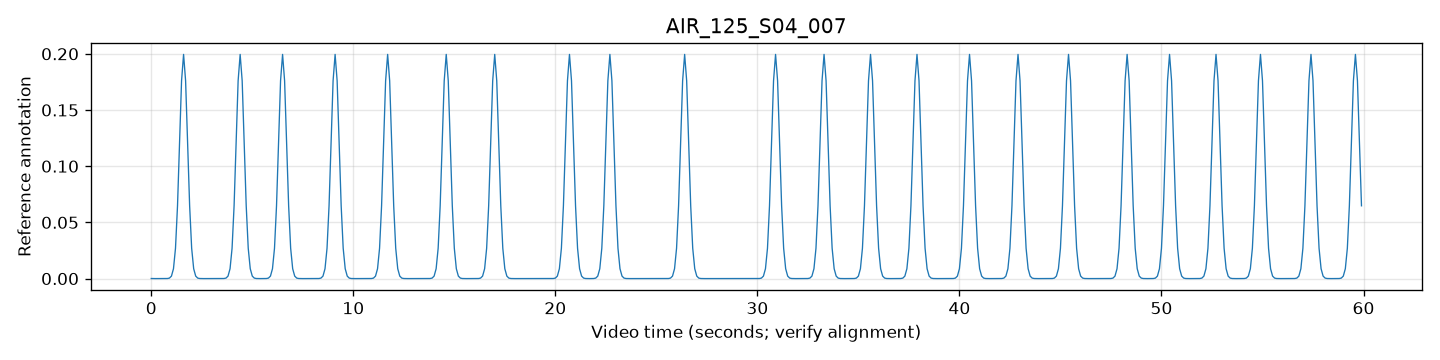 AIR_125_S04_007
Reference annotation
0.20
0.15
0.10
0.05
0.00
0 10 20 30 40 50 60
Video time (seconds; verify alignment)